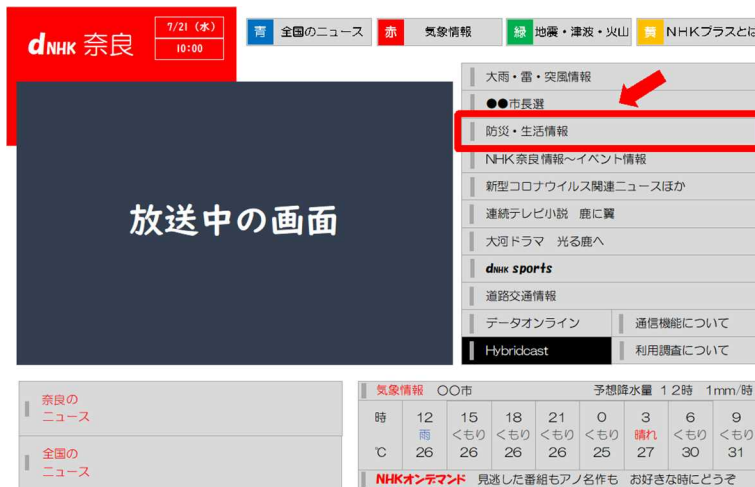 dNHK 奈良
7/21 (水)
10:00
青 全国のニュース
赤 気象情報
緑 地震・津波・火山
黄 NHKプラスとは
大雨・雷・突風情報
●●市長選
防災・生活情報
NHK奈良情報～イベント情報
新型コロナウイルス関連ニュースほか
連続テレビ小説 鹿に翼
大河ドラマ 光る鹿へ
dNHK sports
道路交通情報
データオンライン 通信機能について
Hybridcast 利用調査について
放送中の画面
奈良の
ニュース
全国の
ニュース
気象情報 〇〇市 予想降水量 12時 1mm/時
時 12 15 18 21 0 3 6 9
雨 くもり くもり くもり くもり 晴れ くもり くもり
℃ 26 26 26 26 25 27 30 31
NHKオンデマンド 見逃した番組もアノ名作も お好きな時にどうぞ